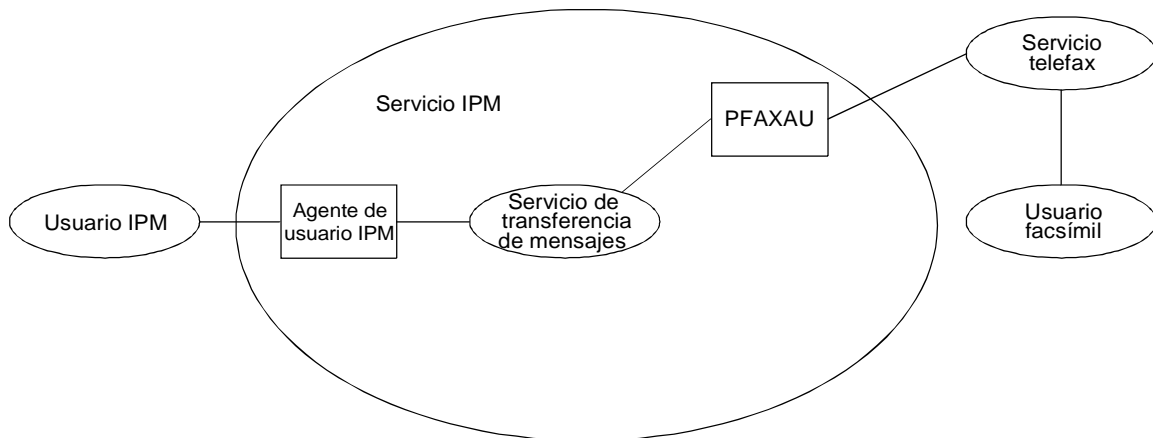 Servicio
telefax
Servicio IPM
PFAXAU
Usuario IPM
Agente de
usuario IPM
Servicio de
transferencia
de mensajes
Usuario
facsímil